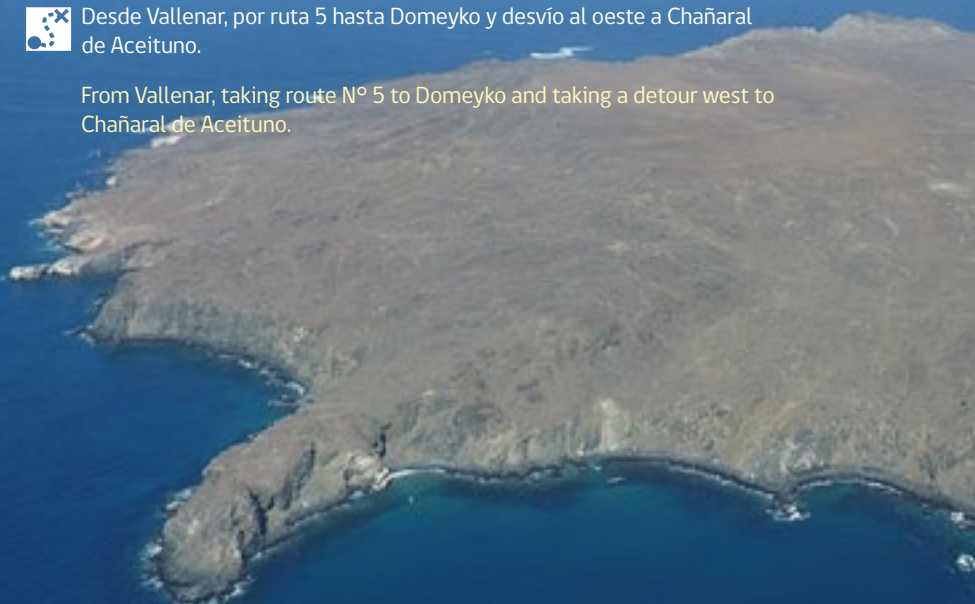 Desde Vallenar, por ruta 5 hasta Domeyko y desvío al oeste a Chañaral
de Aceituno.
From Vallenar, taking route N° 5 to Domeyko and taking a detour west to
Chañaral de Aceituno.